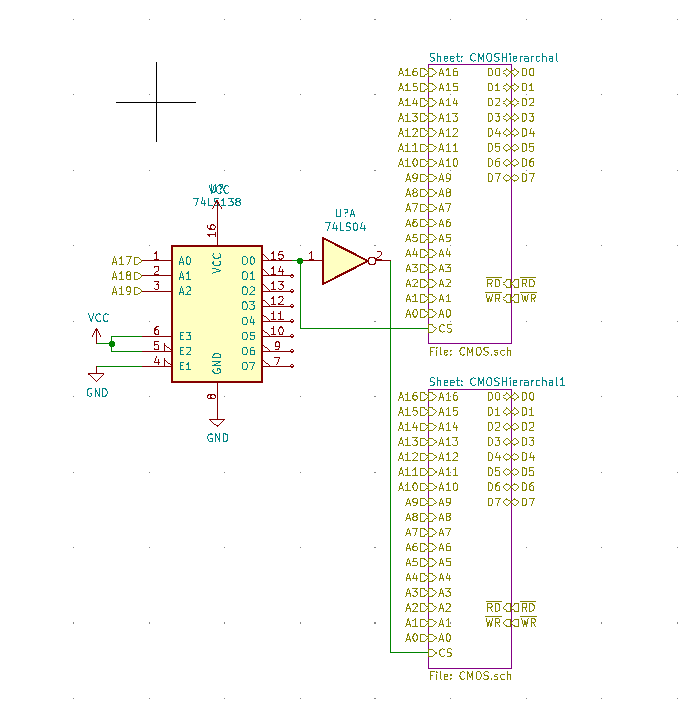 Sheet: CMOSHierarchal
A16 A16 D0 D0
A15 A15 D1 D1
A14 A14 D2 D2
A13 A13 D3 D3
A12 A12 D4 D4
A11 A11 D5 D5
A10 A10 D6 D6
A9 A9 D7 D7
A8 A8
A7 A7
A6 A6
A5 A5
A4 A4
A3 A3
A2 A2 RD RD
A1 A1 WR WR
A0 A0
CS
File: CMOS.sch
VCC
74LS138
16
VCC
A17 1 A0 O0 15
A18 2 A1 O1 14
A19 3 A2 O2 13
O3 12
O4 11
6 E3 O5 10
5 E2 O6 9
4 E1 O7 7
GND
8
GND
VCC
GND
U?A
74LS04
1 2
Sheet: CMOSHierarchal1
A16 A16 D0 D0
A15 A15 D1 D1
A14 A14 D2 D2
A13 A13 D3 D3
A12 A12 D4 D4
A11 A11 D5 D5
A10 A10 D6 D6
A9 A9 D7 D7
A8 A8
A7 A7
A6 A6
A5 A5
A4 A4
A3 A3
A2 A2 RD RD
A1 A1 WR WR
A0 A0
CS
File: CMOS.sch